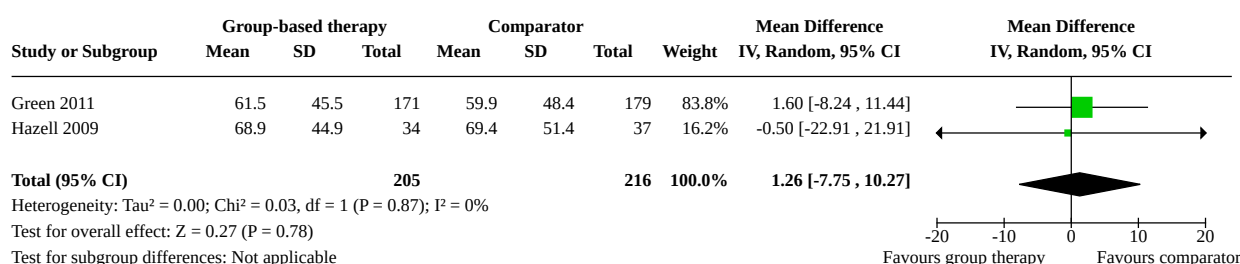 Group-based therapy Comparator Mean Difference Mean Difference
Study or Subgroup Mean SD Total Mean SD Total Weight IV, Random, 95% CI IV, Random, 95% CI
Green 2011 61.5 45.5 171 59.9 48.4 179 83.8% 1.60 [-8.24 , 11.44]
Hazell 2009 68.9 44.9 34 69.4 51.4 37 16.2% -0.50 [-22.91 , 21.91]
Total (95% CI) 205 216 100.0% 1.26 [-7.75 , 10.27]
Heterogeneity: Tau² = 0.00; Chi² = 0.03, df = 1 (P = 0.87); I² = 0%
Test for overall effect: Z = 0.27 (P = 0.78) -20 -10 0 10 20
Test for subgroup differences: Not applicable Favours group therapy Favours comparator